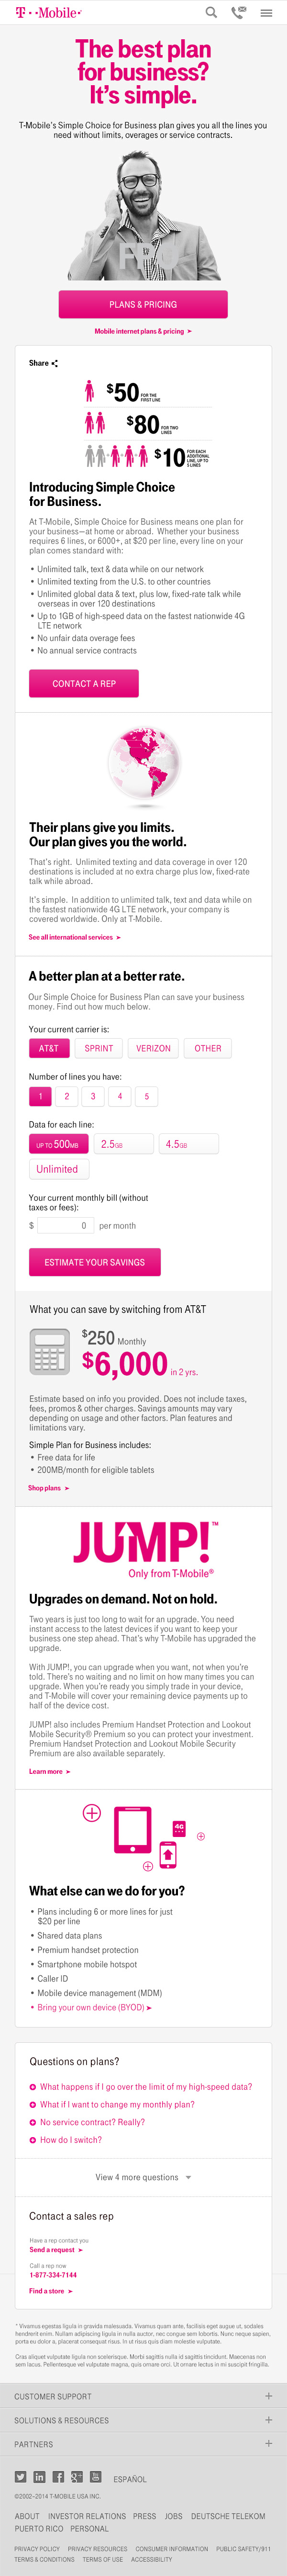 T··Mobile·
The best plan
for business?
It's simple.
T-Mobile's Simple Choice for Business plan gives you all the lines you
need without limits, overages or service contracts.
PLANS & PRICING
Mobile internet plans & pricing
Share
$50 FOR THE
FIRST LINE
$80 FOR TWO
LINES
$10 FOR EACH
ADDITIONAL
LINE, UP TO
5 LINES
Introducing Simple Choice
for Business.
At T-Mobile, Simple Choice for Business means one plan for
your business—at home or abroad. Whether your business
requires 6 lines, or 6000+, at $20 per line, every line on your
plan comes standard with:
• Unlimited talk, text & data while on our network
• Unlimited texting from the U.S. to other countries
• Unlimited global data & text, plus low, fixed-rate talk while
overseas in over 120 destinations
• Up to 1GB of high-speed data on the fastest nationwide 4G
LTE network
• No unfair data overage fees
• No annual service contracts
CONTACT A REP
Their plans give you limits.
Our plan gives you the world.
That's right. Unlimited texting and data coverage in over 120
destinations is included at no extra charge plus low, fixed-rate
talk while abroad.
It's simple. In addition to unlimited talk, text and data while on
the fastest nationwide 4G LTE network, your company is
covered worldwide. Only at T-Mobile.
See all international services
A better plan at a better rate.
Our Simple Choice for Business Plan can save your business
money. Find out how much below.
Your current carrier is:
AT&T SPRINT VERIZON OTHER
Number of lines you have:
1 2 3 4 5
Data for each line:
UP TO 500MB 2.5GB 4.5GB
Unlimited
Your current monthly bill (without
taxes or fees):
$ 0 per month
ESTIMATE YOUR SAVINGS
What you can save by switching from AT&T
$250 Monthly
$6,000 in 2 yrs.
Estimate based on info you provided. Does not include taxes,
fees, promos & other charges. Savings amounts may vary
depending on usage and other factors. Plan features and
limitations vary.
Simple Plan for Business includes:
• Free data for life
• 200MB/month for eligible tablets
Shop plans
JUMP!™
Only from T-Mobile®
Upgrades on demand. Not on hold.
Two years is just too long to wait for an upgrade. You need
instant access to the latest devices if you want to keep your
business one step ahead. That's why T-Mobile has upgraded the
upgrade.
With JUMP!, you can upgrade when you want, not when you're
told. There's no waiting and no limit on how many times you can
upgrade. When you're ready you simply trade in your device,
and T-Mobile will cover your remaining device payments up to
half of the device cost.
JUMP! also includes Premium Handset Protection and Lookout
Mobile Security® Premium so you can protect your investment.
Premium Handset Protection and Lookout Mobile Security
Premium are also available separately.
Learn more
4G
What else can we do for you?
• Plans including 6 or more lines for just
$20 per line
• Shared data plans
• Premium handset protection
• Smartphone mobile hotspot
• Caller ID
• Mobile device management (MDM)
• Bring your own device (BYOD)
Questions on plans?
What happens if I go over the limit of my high-speed data?
What if I want to change my monthly plan?
No service contract? Really?
How do I switch?
View 4 more questions
Contact a sales rep
Have a rep contact you
Send a request
Call a rep now
1-877-334-7144
Find a store
* Vivamus egestas ligula in gravida malesuada. Vivamus quam ante, facilisis eget augue ut, sodales
hendrerit enim. Nullam adipiscing ligula in nulla auctor, nec congue sem lobortis. Nunc neque sapien,
porta eu dolor a, placerat consequat risus. In ut risus quis diam molestie vulputate.
Cras aliquet vulputate ligula non scelerisque. Morbi sagittis nulla id sagittis tincidunt. Maecenas non
sem lacus. Pellentesque vel vulputate magna, quis ornare orci. Ut ornare lectus in mi suscipit fringilla.
CUSTOMER SUPPORT
SOLUTIONS & RESOURCES
PARTNERS
ESPAÑOL
©2002–2014 T-MOBILE USA INC.
ABOUT INVESTOR RELATIONS PRESS JOBS DEUTSCHE TELEKOM
PUERTO RICO PERSONAL
PRIVACY POLICY PRIVACY RESOURCES CONSUMER INFORMATION PUBLIC SAFETY/911
TERMS & CONDITIONS TERMS OF USE ACCESSIBILITY